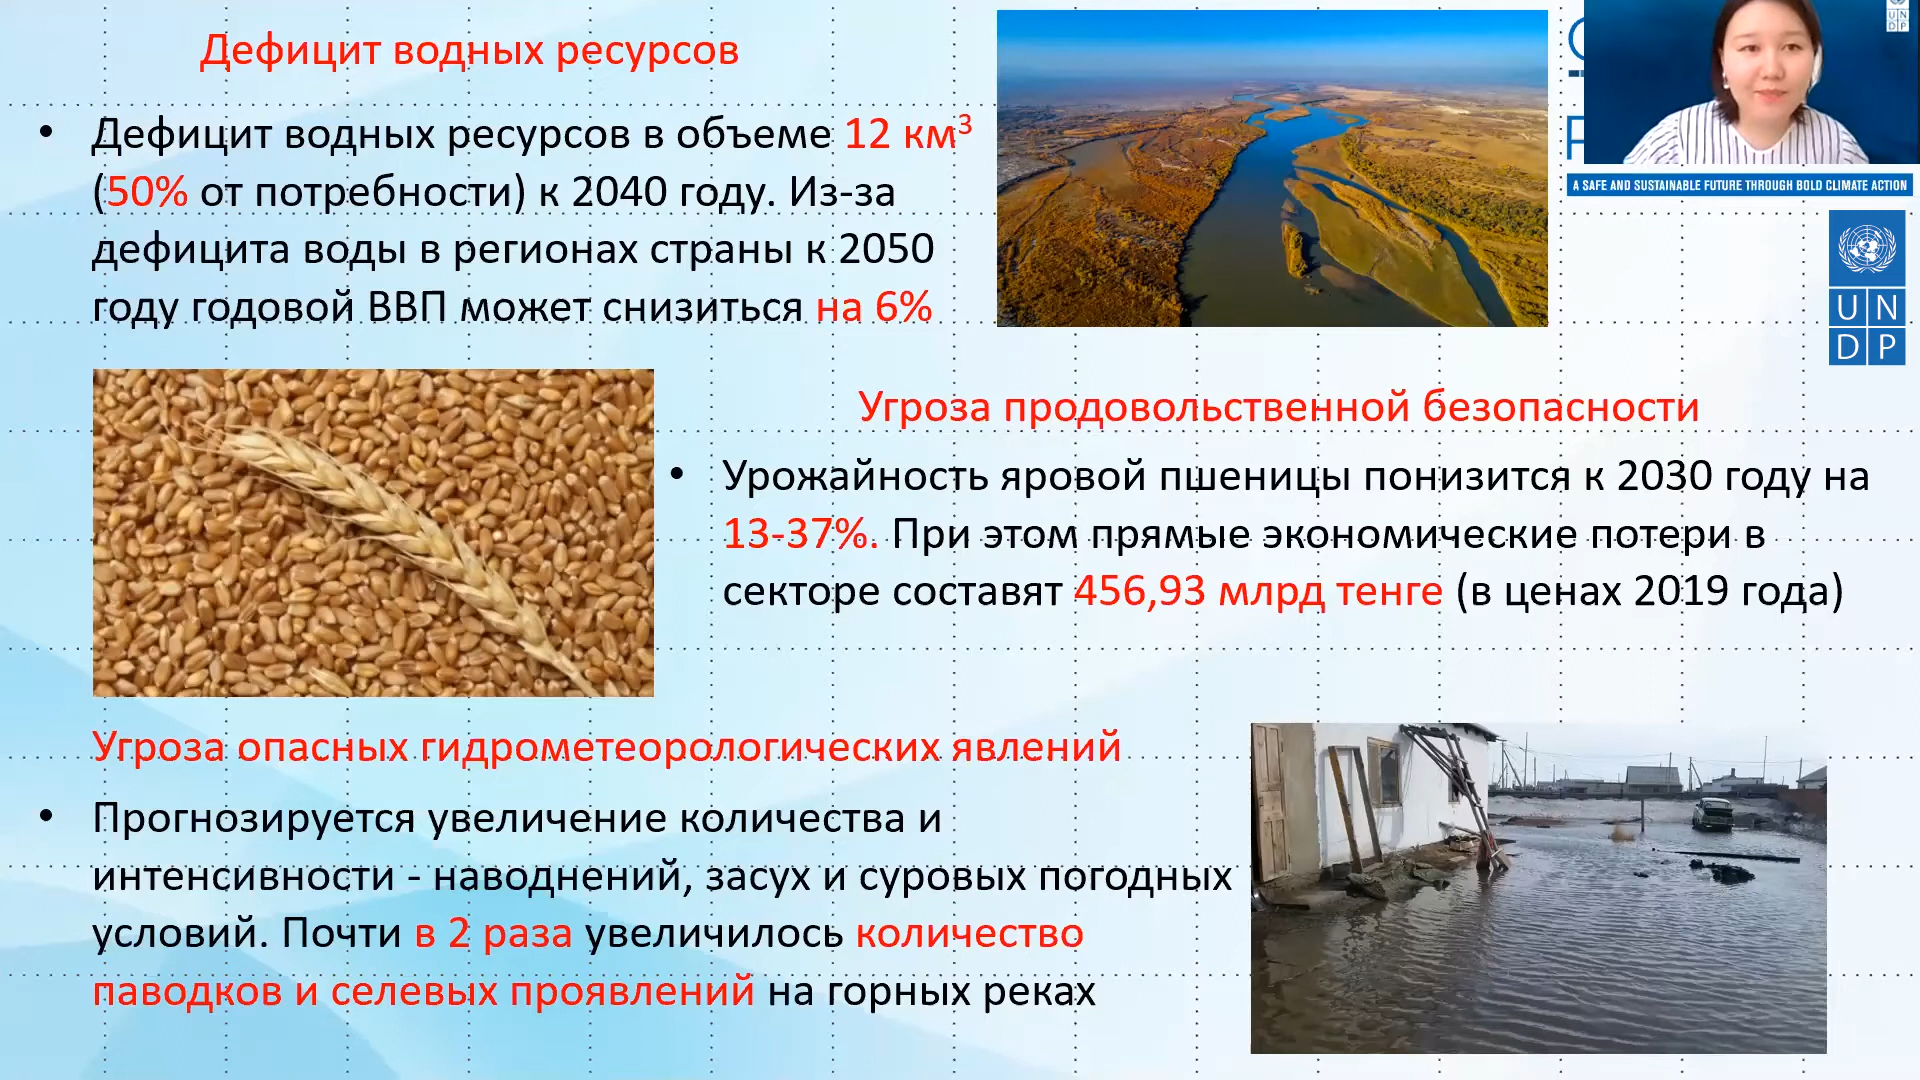 Дефицит водных ресурсов
• Дефицит водных ресурсов в объеме 12 км³
(50% от потребности) к 2040 году. Из-за
дефицита воды в регионах страны к 2050
году годовой ВВП может снизиться на 6%
A SAFE AND SUSTAINABLE FUTURE THROUGH BOLD CLIMATE ACTION
U N
D P
Угроза продовольственной безопасности
• Урожайность яровой пшеницы понизится к 2030 году на
13-37%. При этом прямые экономические потери в
секторе составят 456,93 млрд тенге (в ценах 2019 года)
Угроза опасных гидрометеорологических явлений
• Прогнозируется увеличение количества и
интенсивности - наводнений, засух и суровых погодных
условий. Почти в 2 раза увеличилось количество
паводков и селевых проявлений на горных реках